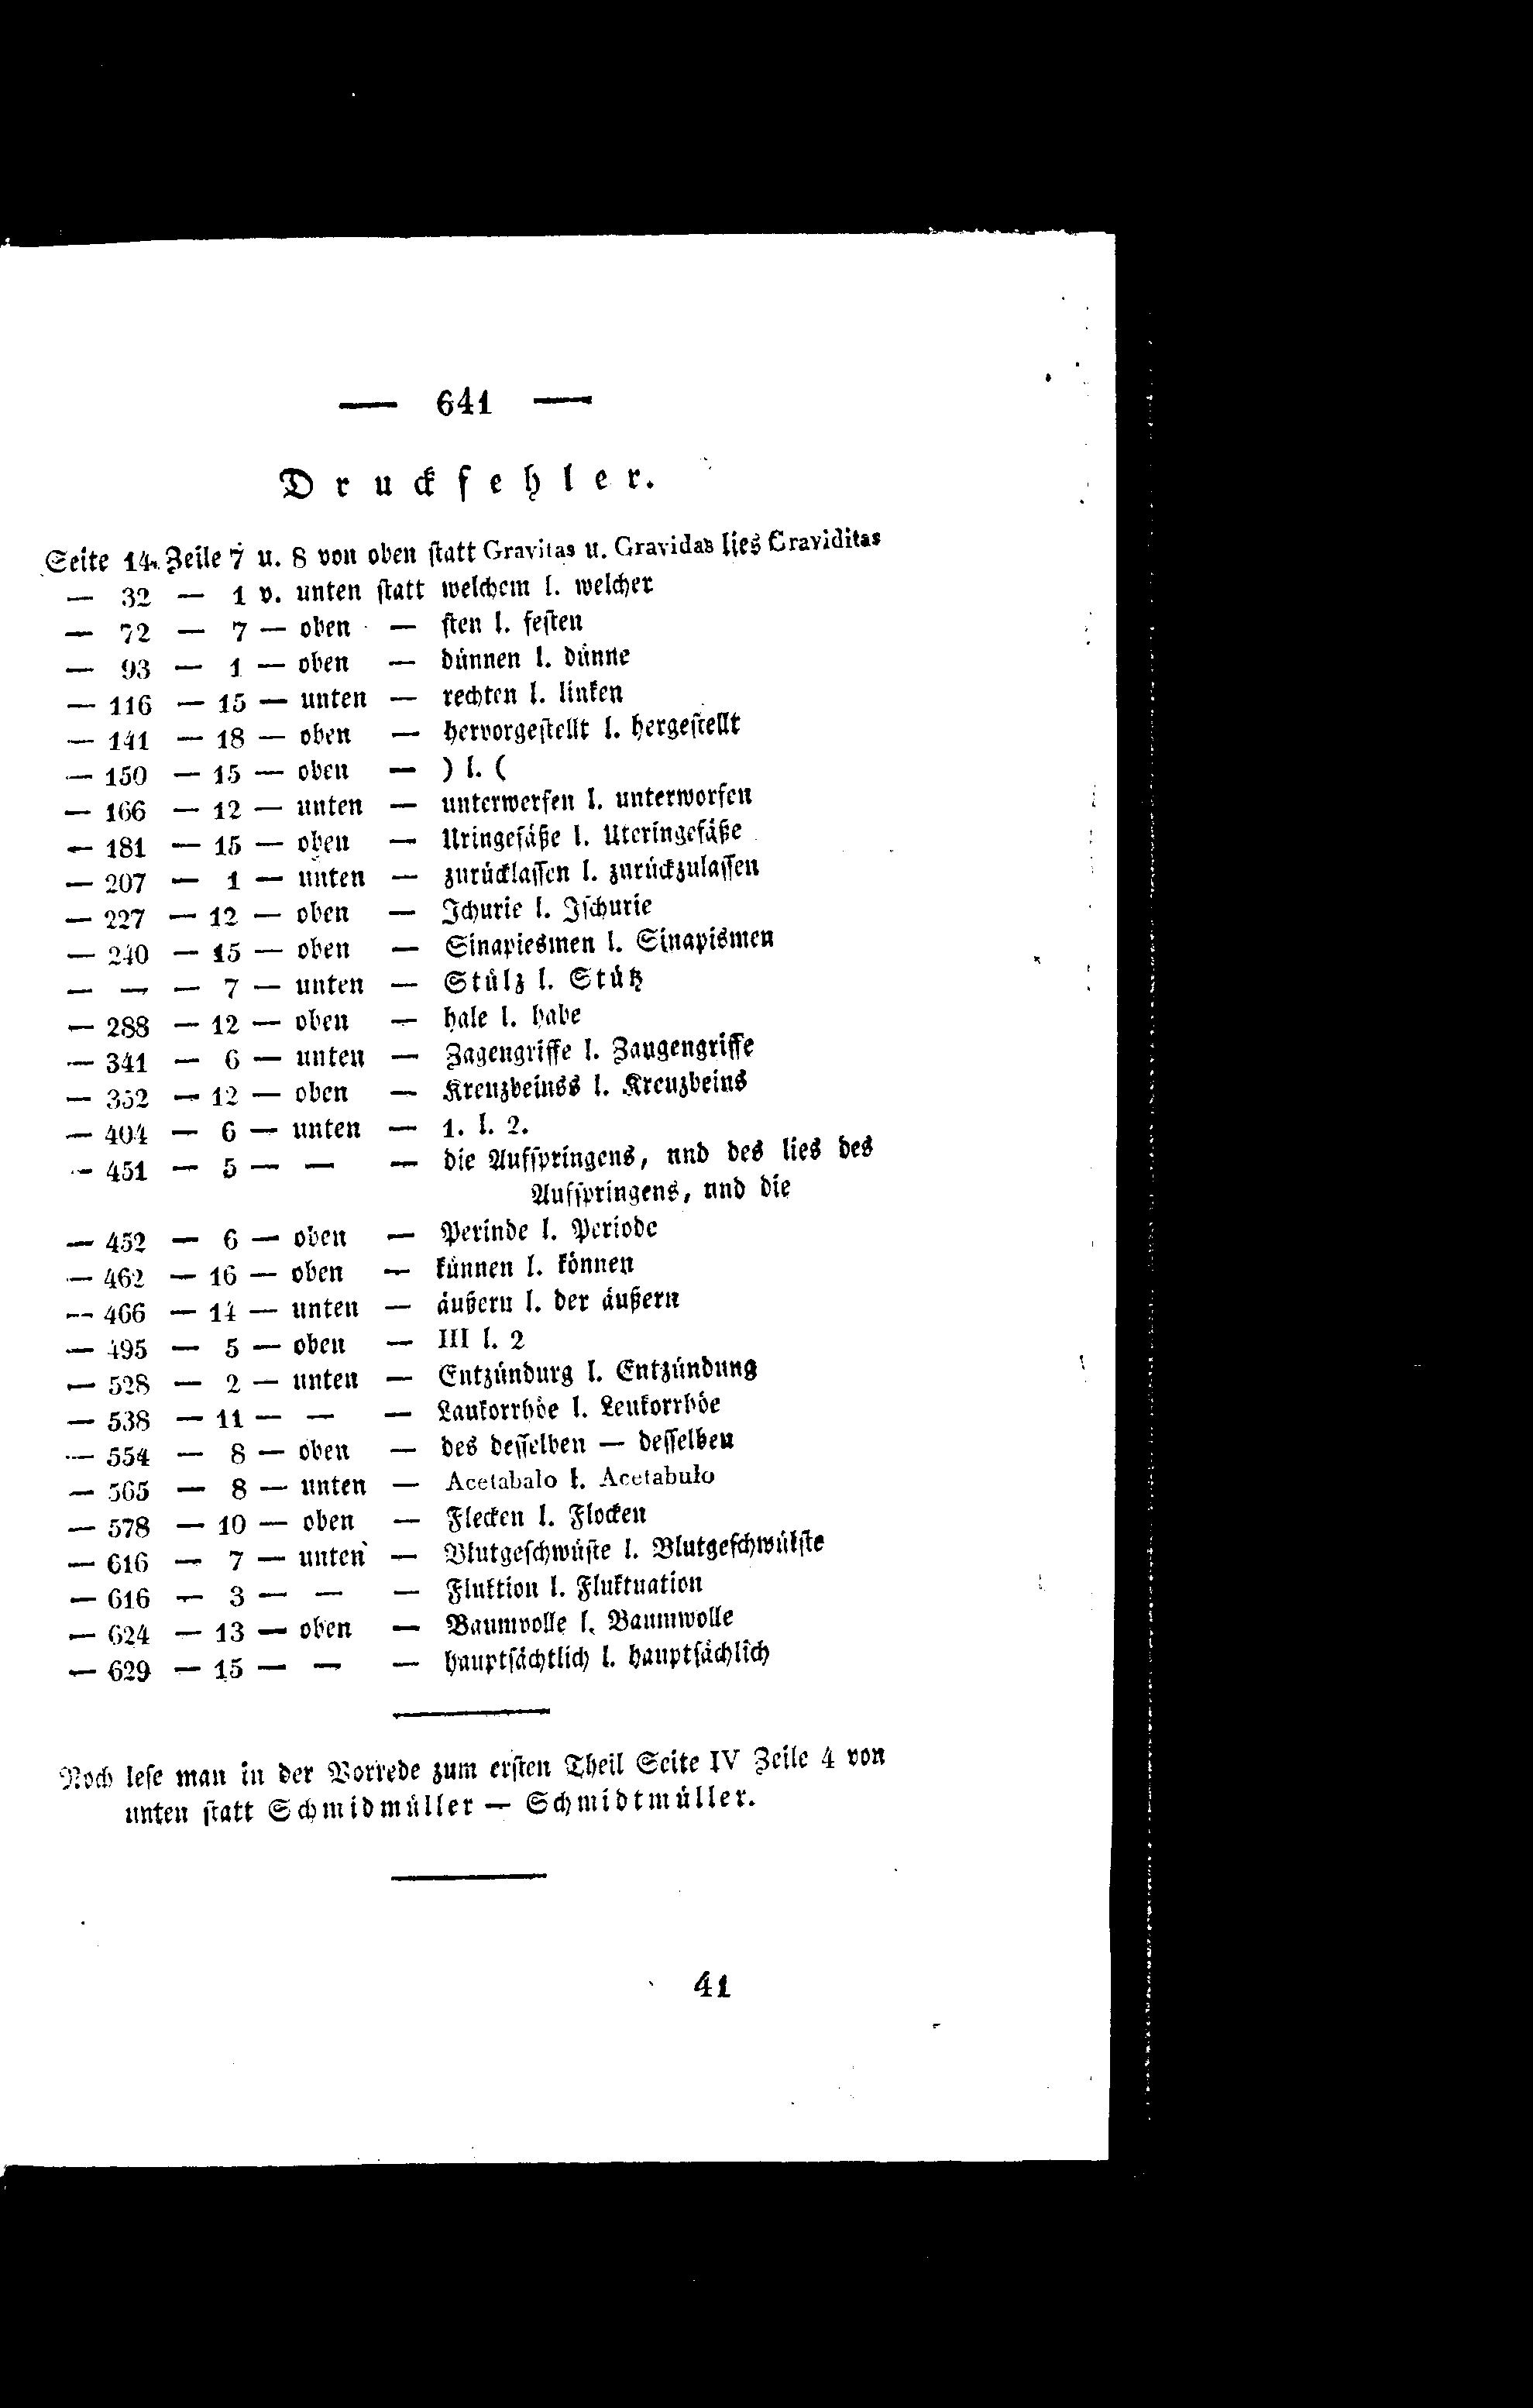 — 641 —
Druckfehler.
Seite 14. Zeile 7 u. 8 von oben statt Gravitas u. Gravidas lies Graviditas
— 32 — 1 v. unten statt welchem l. welcher
— 72 — 7 — oben — sten l. festen
— 93 — 1 — oben — dünnen l. dünne
— 116 — 15 — unten — rechten l. linken
— 141 — 18 — oben — hervorgestellt l. hergestellt
— 150 — 15 — oben — ) l. (
— 166 — 12 — unten — unterwerfen l. unterworfen
— 181 — 15 — oben — Uringefäße l. Uteringefäße
— 207 — 1 — unten — zurücklassen l. zurückzulassen
— 227 — 12 — oben — Ichurie l. Ischurie
— 240 — 15 — oben — Sinapiesmen l. Sinapismen
— — — 7 — unten — Stülz l. Stütz
— 288 — 12 — oben — hale l. habe
— 341 — 6 — unten — Zagengriffe l. Zangengriffe
— 352 — 12 — oben — Kreuzbeinss l. Kreuzbeins
— 404 — 6 — unten — 1. l. 2.
— 451 — 5 — — — die Aufspringens, und des lies des
Aufspringens, und die
— 452 — 6 — oben — Perinde l. Periode
— 462 — 16 — oben — künnen l. können
— 466 — 14 — unten — äußern l. der äußern
— 495 — 5 — oben — III l. 2
— 528 — 2 — unten — Entzündurg l. Entzündung
— 538 — 11 — — — Laukorrhöe l. Leukorrhöe
— 554 — 8 — oben — des desselben — desselben
— 565 — 8 — unten — Acetabalo l. Acetabulo
— 578 — 10 — oben — Flecken l. Flocken
— 616 — 7 — unten — Blutgeschwüste l. Blutgeschwülste
— 616 — 3 — — — Fluktion l. Fluktuation
— 624 — 13 — oben — Baumvolle l. Baumwolle
— 629 — 15 — — — hauptsächtlich l. hauptsächlich
Noch lese man in der Vorrede zum ersten Theil Seite IV Zeile 4 von
unten statt Schmidmüller — Schmidtmüller.
41